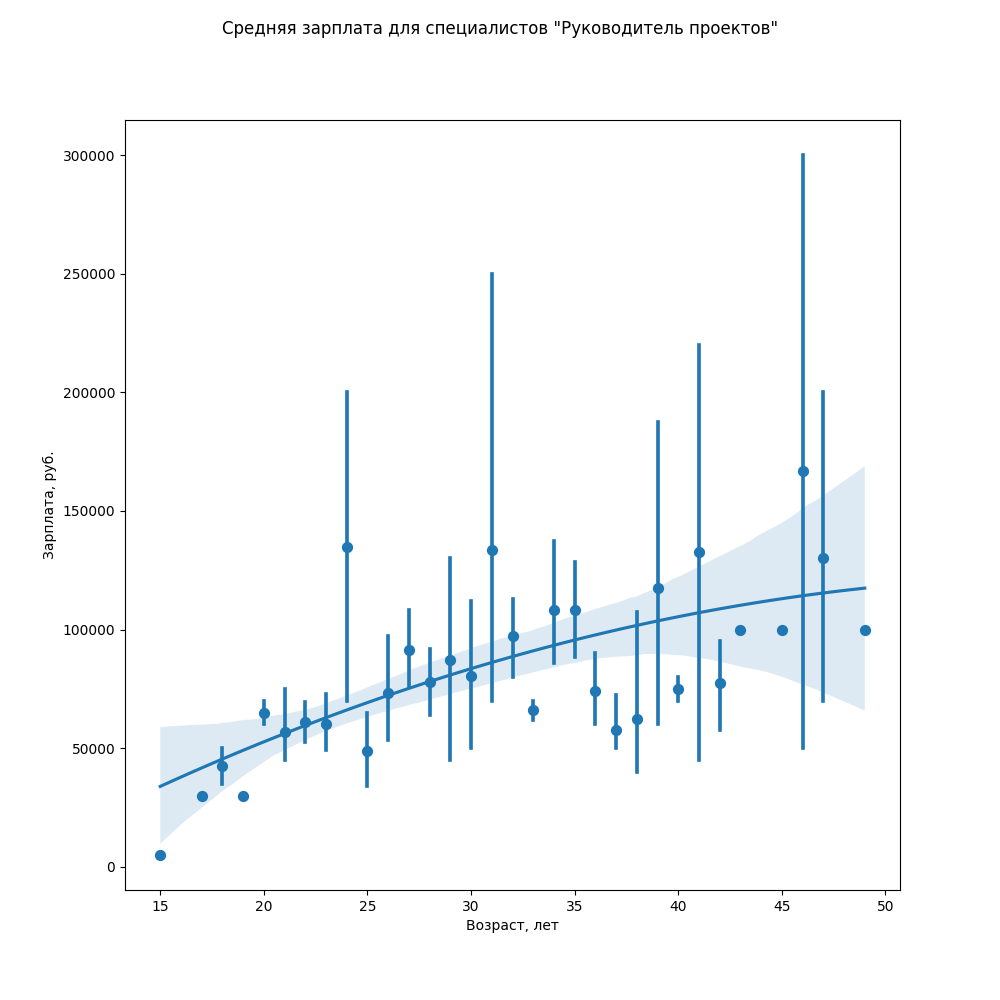 Средняя зарплата для специалистов "Руководитель проектов"
300000
250000
200000
150000
100000
50000
0
Зарплата, руб.
15 20 25 30 35 40 45 50
Возраст, лет